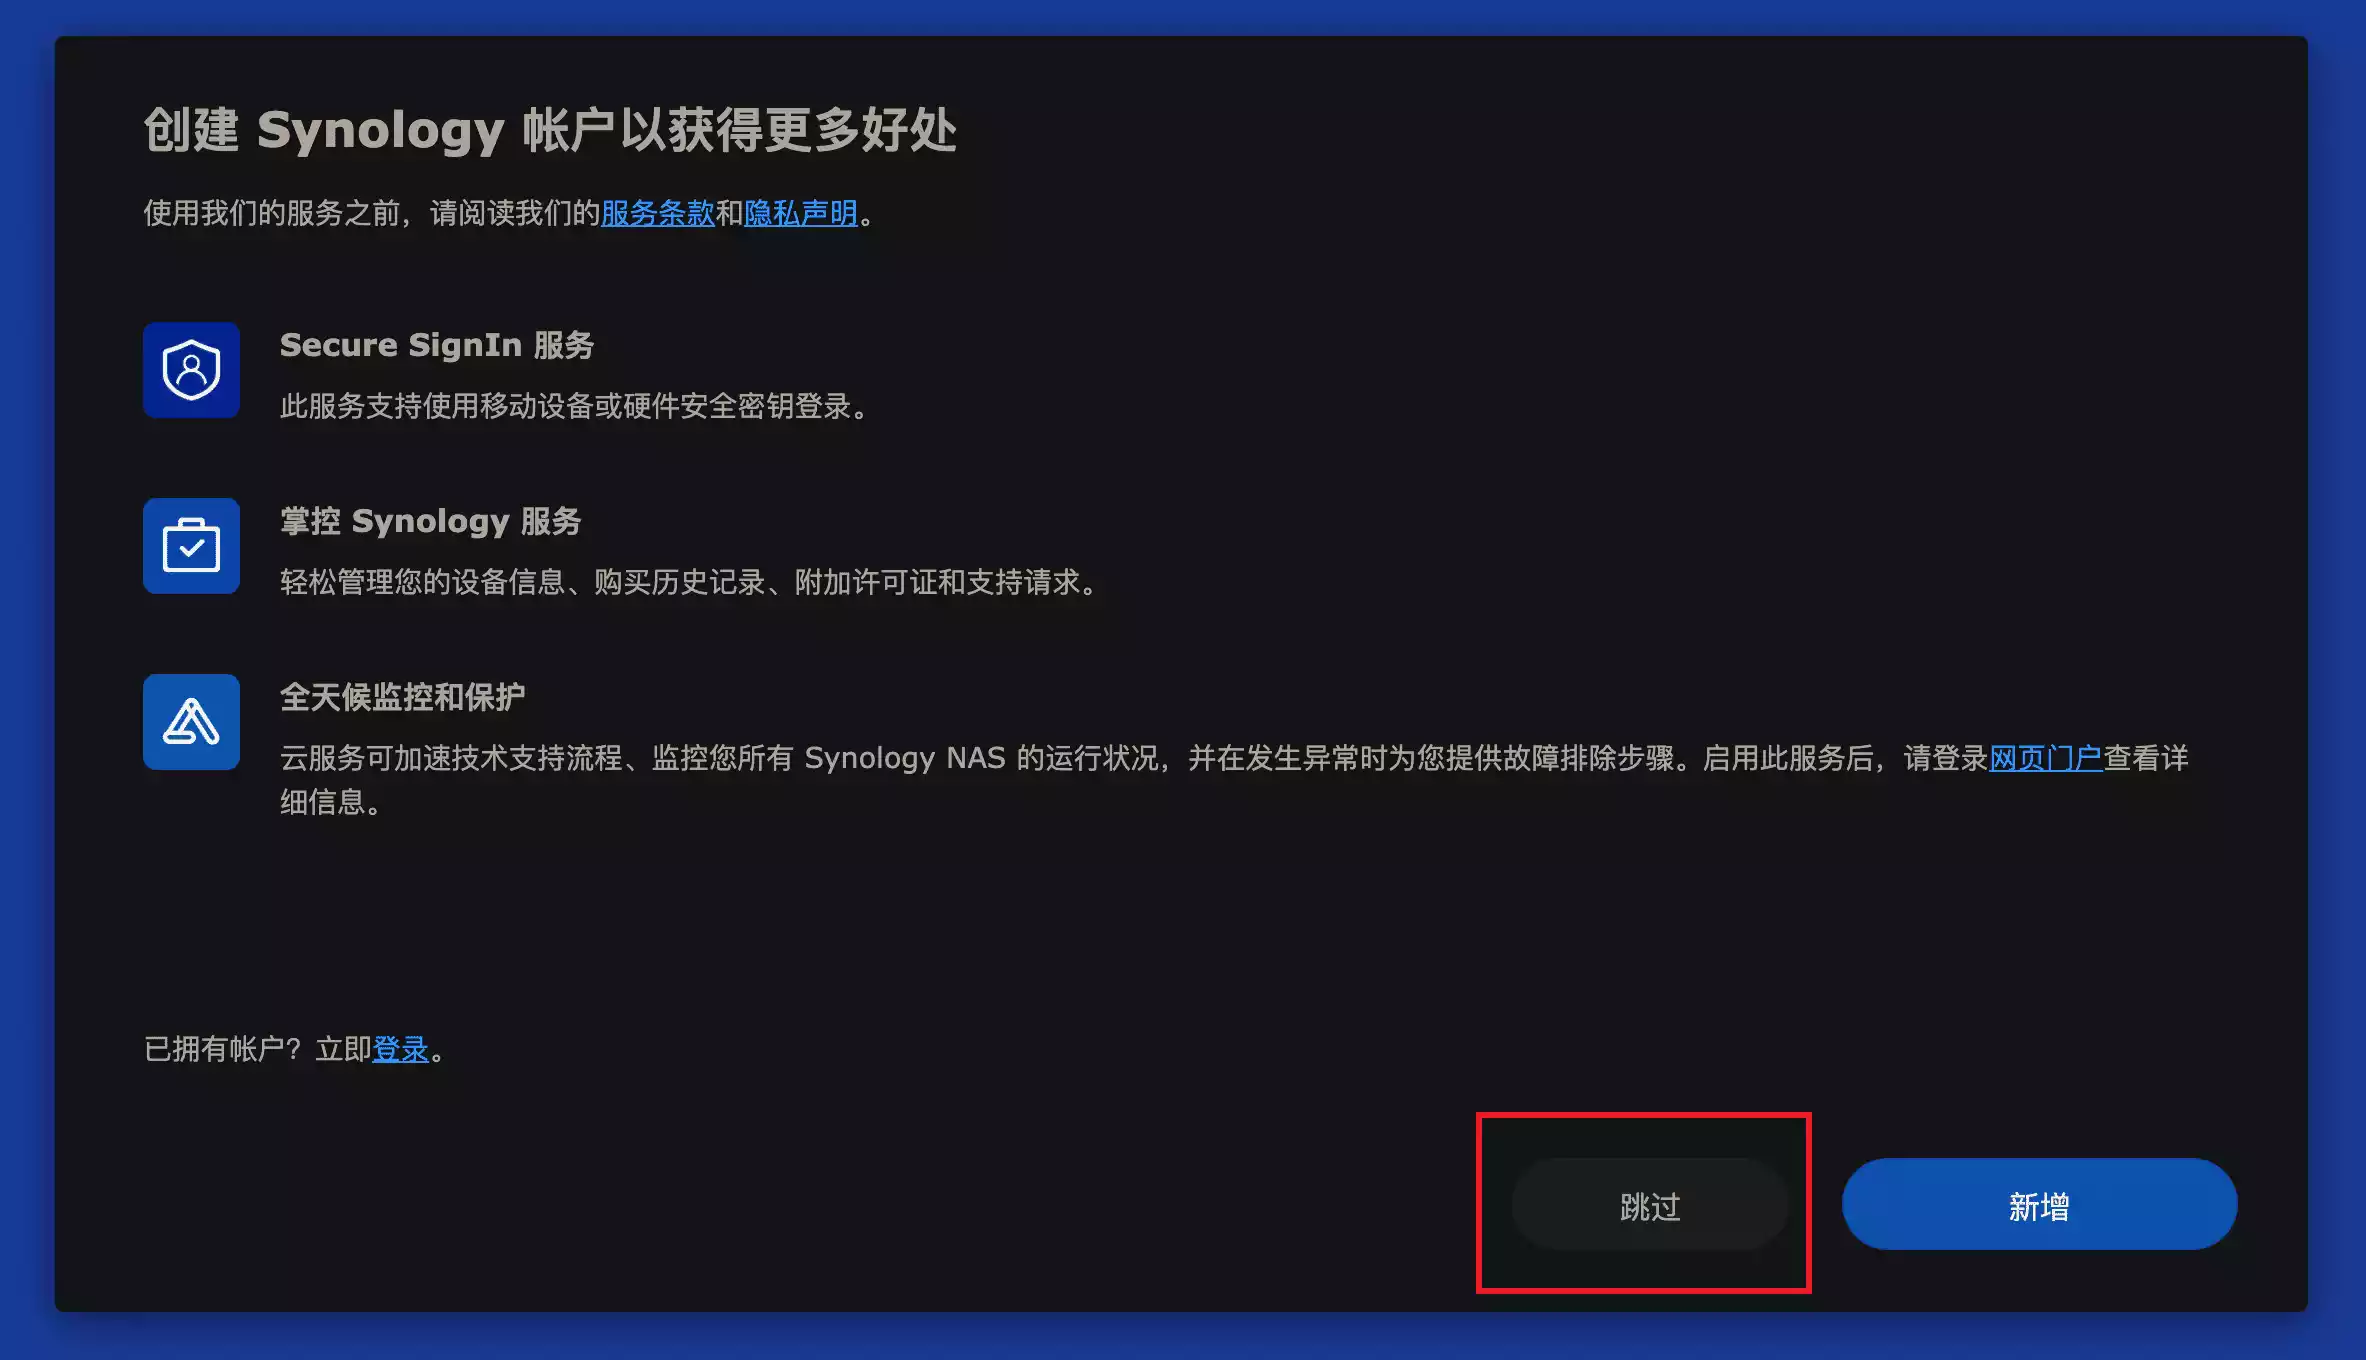 创建 Synology 帐户以获得更多好处
使用我们的服务之前，请阅读我们的服务条款和隐私声明。
Secure SignIn 服务
此服务支持使用移动设备或硬件安全密钥登录。
掌控 Synology 服务
轻松管理您的设备信息、购买历史记录、附加许可证和支持请求。
全天候监控和保护
云服务可加速技术支持流程、监控您所有 Synology NAS 的运行状况，并在发生异常时为您提供故障排除步骤。启用此服务后，请登录网页门户查看详
细信息。
已拥有帐户？立即登录。
跳过
新增